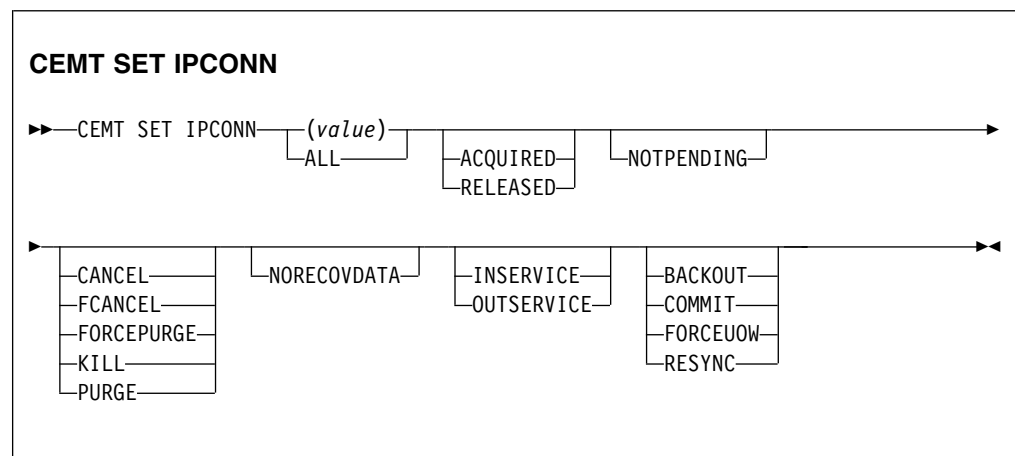 CEMT SET IPCONN
CEMT SET IPCONN (value) ACQUIRED NOTPENDING
ALL RELEASED
CANCEL NORECOVDATA INSERVICE BACKOUT
FCANCEL OUTSERVICE COMMIT
FORCEPURGE FORCEUOW
KILL RESYNC
PURGE